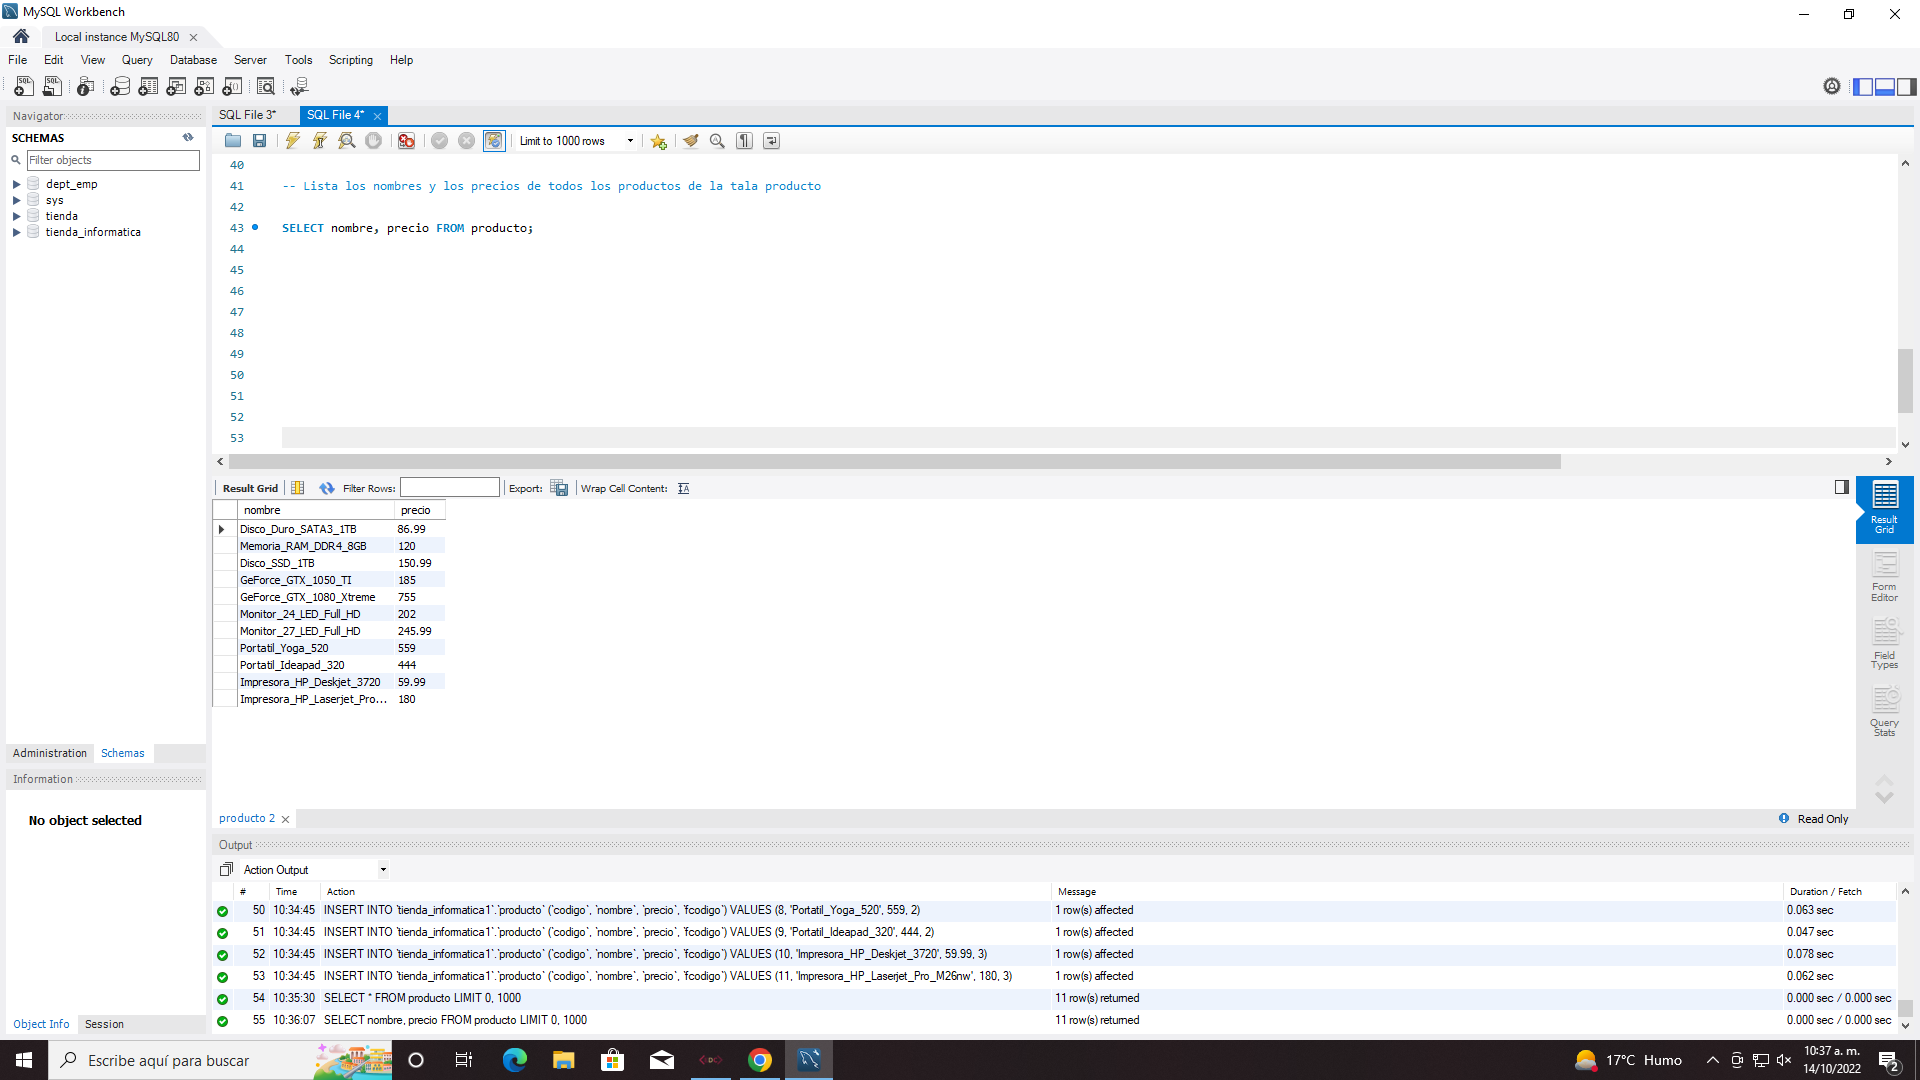 MySQL Workbench
Local instance MySQL80
File Edit View Query Database Server Tools Scripting Help
Navigator
SCHEMAS
Filter objects
dept_emp
sys
tienda
tienda_informatica
Administration Schemas
Information
No object selected
Object Info Session
SQL File 3* SQL File 4*
Limit to 1000 rows
40
41 -- Lista los nombres y los precios de todos los productos de la tala producto
42
43 SELECT nombre, precio FROM producto;
44
45
46
47
48
49
50
51
52
53
Result Grid Filter Rows: Export: Wrap Cell Content:
nombre precio
Disco_Duro_SATA3_1TB 86.99
Memoria_RAM_DDR4_8GB 120
Disco_SSD_1TB 150.99
GeForce_GTX_1050_TI 185
GeForce_GTX_1080_Xtreme 755
Monitor_24_LED_Full_HD 202
Monitor_27_LED_Full_HD 245.99
Portatil_Yoga_520 559
Portatil_Ideapad_320 444
Impresora_HP_Deskjet_3720 59.99
Impresora_HP_Laserjet_Pro... 180
Result
Grid
Form
Editor
Field
Types
Query
Stats
producto 2
Read Only
Output
Action Output
# Time Action Message Duration / Fetch
50 10:34:45 INSERT INTO `tienda_informatica1`.`producto` (`codigo`, `nombre`, `precio`, `fcodigo`) VALUES (8, 'Portatil_Yoga_520', 559, 2) 1 row(s) affected 0.063 sec
51 10:34:45 INSERT INTO `tienda_informatica1`.`producto` (`codigo`, `nombre`, `precio`, `fcodigo`) VALUES (9, 'Portatil_Ideapad_320', 444, 2) 1 row(s) affected 0.047 sec
52 10:34:45 INSERT INTO `tienda_informatica1`.`producto` (`codigo`, `nombre`, `precio`, `fcodigo`) VALUES (10, 'Impresora_HP_Deskjet_3720', 59.99, 3) 1 row(s) affected 0.078 sec
53 10:34:45 INSERT INTO `tienda_informatica1`.`producto` (`codigo`, `nombre`, `precio`, `fcodigo`) VALUES (11, 'Impresora_HP_Laserjet_Pro_M26nw', 180, 3) 1 row(s) affected 0.062 sec
54 10:35:30 SELECT * FROM producto LIMIT 0, 1000 11 row(s) returned 0.000 sec / 0.000 sec
55 10:36:07 SELECT nombre, precio FROM producto LIMIT 0, 1000 11 row(s) returned 0.000 sec / 0.000 sec
Escribe aquí para buscar
17°C Humo
10:37 a. m.
14/10/2022
2